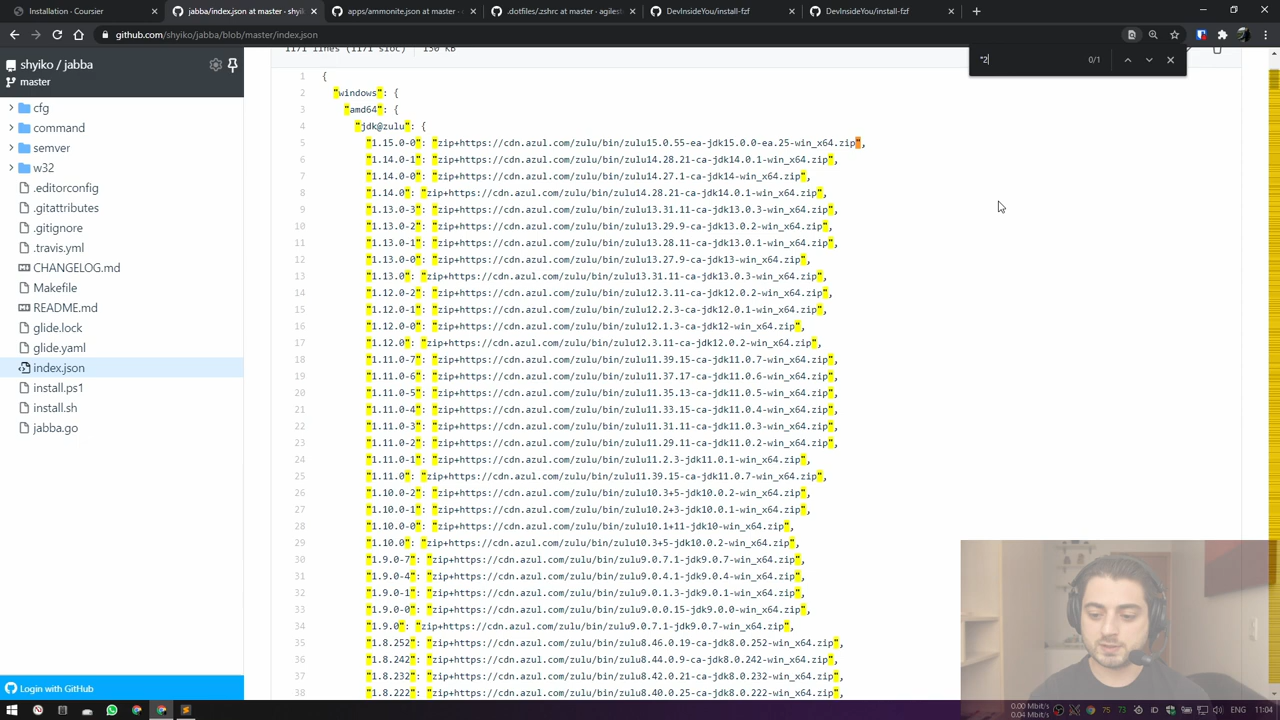 Installation - Coursier
jabba/index.json at master · shy
apps/ammonite.json at master ·
.dotfiles/.zshrc at master · agilest
DevInsideYou/install-fzf
DevInsideYou/install-fzf
github.com/shyiko/jabba/blob/master/index.json
"2
0/1
shyiko / jabba
master
cfg
command
semver
w32
.editorconfig
.gitattributes
.gitignore
.travis.yml
CHANGELOG.md
Makefile
README.md
glide.lock
glide.yaml
index.json
install.ps1
install.sh
jabba.go
Login with GitHub
1171 lines (1171 sloc) 130 KB
1 {
2 "windows": {
3 "amd64": {
4 "jdk@zulu": {
5 "1.15.0-0": "zip+https://cdn.azul.com/zulu/bin/zulu15.0.55-ea-jdk15.0.0-ea.25-win_x64.zip",
6 "1.14.0-1": "zip+https://cdn.azul.com/zulu/bin/zulu14.28.21-ca-jdk14.0.1-win_x64.zip",
7 "1.14.0-0": "zip+https://cdn.azul.com/zulu/bin/zulu14.27.1-ca-jdk14-win_x64.zip",
8 "1.14.0": "zip+https://cdn.azul.com/zulu/bin/zulu14.28.21-ca-jdk14.0.1-win_x64.zip",
9 "1.13.0-3": "zip+https://cdn.azul.com/zulu/bin/zulu13.31.11-ca-jdk13.0.3-win_x64.zip",
10 "1.13.0-2": "zip+https://cdn.azul.com/zulu/bin/zulu13.29.9-ca-jdk13.0.2-win_x64.zip",
11 "1.13.0-1": "zip+https://cdn.azul.com/zulu/bin/zulu13.28.11-ca-jdk13.0.1-win_x64.zip",
12 "1.13.0-0": "zip+https://cdn.azul.com/zulu/bin/zulu13.27.9-ca-jdk13-win_x64.zip",
13 "1.13.0": "zip+https://cdn.azul.com/zulu/bin/zulu13.31.11-ca-jdk13.0.3-win_x64.zip",
14 "1.12.0-2": "zip+https://cdn.azul.com/zulu/bin/zulu12.3.11-ca-jdk12.0.2-win_x64.zip",
15 "1.12.0-1": "zip+https://cdn.azul.com/zulu/bin/zulu12.2.3-ca-jdk12.0.1-win_x64.zip",
16 "1.12.0-0": "zip+https://cdn.azul.com/zulu/bin/zulu12.1.3-ca-jdk12-win_x64.zip",
17 "1.12.0": "zip+https://cdn.azul.com/zulu/bin/zulu12.3.11-ca-jdk12.0.2-win_x64.zip",
18 "1.11.0-7": "zip+https://cdn.azul.com/zulu/bin/zulu11.39.15-ca-jdk11.0.7-win_x64.zip",
19 "1.11.0-6": "zip+https://cdn.azul.com/zulu/bin/zulu11.37.17-ca-jdk11.0.6-win_x64.zip",
20 "1.11.0-5": "zip+https://cdn.azul.com/zulu/bin/zulu11.35.13-ca-jdk11.0.5-win_x64.zip",
21 "1.11.0-4": "zip+https://cdn.azul.com/zulu/bin/zulu11.33.15-ca-jdk11.0.4-win_x64.zip",
22 "1.11.0-3": "zip+https://cdn.azul.com/zulu/bin/zulu11.31.11-ca-jdk11.0.3-win_x64.zip",
23 "1.11.0-2": "zip+https://cdn.azul.com/zulu/bin/zulu11.29.11-ca-jdk11.0.2-win_x64.zip",
24 "1.11.0-1": "zip+https://cdn.azul.com/zulu/bin/zulu11.2.3-jdk11.0.1-win_x64.zip",
25 "1.11.0": "zip+https://cdn.azul.com/zulu/bin/zulu11.39.15-ca-jdk11.0.7-win_x64.zip",
26 "1.10.0-2": "zip+https://cdn.azul.com/zulu/bin/zulu10.3+5-jdk10.0.2-win_x64.zip",
27 "1.10.0-1": "zip+https://cdn.azul.com/zulu/bin/zulu10.2+3-jdk10.0.1-win_x64.zip",
28 "1.10.0-0": "zip+https://cdn.azul.com/zulu/bin/zulu10.1+11-jdk10-win_x64.zip",
29 "1.10.0": "zip+https://cdn.azul.com/zulu/bin/zulu10.3+5-jdk10.0.2-win_x64.zip",
30 "1.9.0-7": "zip+https://cdn.azul.com/zulu/bin/zulu9.0.7.1-jdk9.0.7-win_x64.zip",
31 "1.9.0-4": "zip+https://cdn.azul.com/zulu/bin/zulu9.0.4.1-jdk9.0.4-win_x64.zip",
32 "1.9.0-1": "zip+https://cdn.azul.com/zulu/bin/zulu9.0.1.3-jdk9.0.1-win_x64.zip",
33 "1.9.0-0": "zip+https://cdn.azul.com/zulu/bin/zulu9.0.0.15-jdk9.0.0-win_x64.zip",
34 "1.9.0": "zip+https://cdn.azul.com/zulu/bin/zulu9.0.7.1-jdk9.0.7-win_x64.zip",
35 "1.8.252": "zip+https://cdn.azul.com/zulu/bin/zulu8.46.0.19-ca-jdk8.0.252-win_x64.zip",
36 "1.8.242": "zip+https://cdn.azul.com/zulu/bin/zulu8.44.0.9-ca-jdk8.0.242-win_x64.zip",
37 "1.8.232": "zip+https://cdn.azul.com/zulu/bin/zulu8.42.0.21-ca-jdk8.0.232-win_x64.zip",
38 "1.8.222": "zip+https://cdn.azul.com/zulu/bin/zulu8.40.0.25-ca-jdk8.0.222-win_x64.zip",
0.00 Mbit/s
0.04 Mbit/s
75 73
ENG
11:04